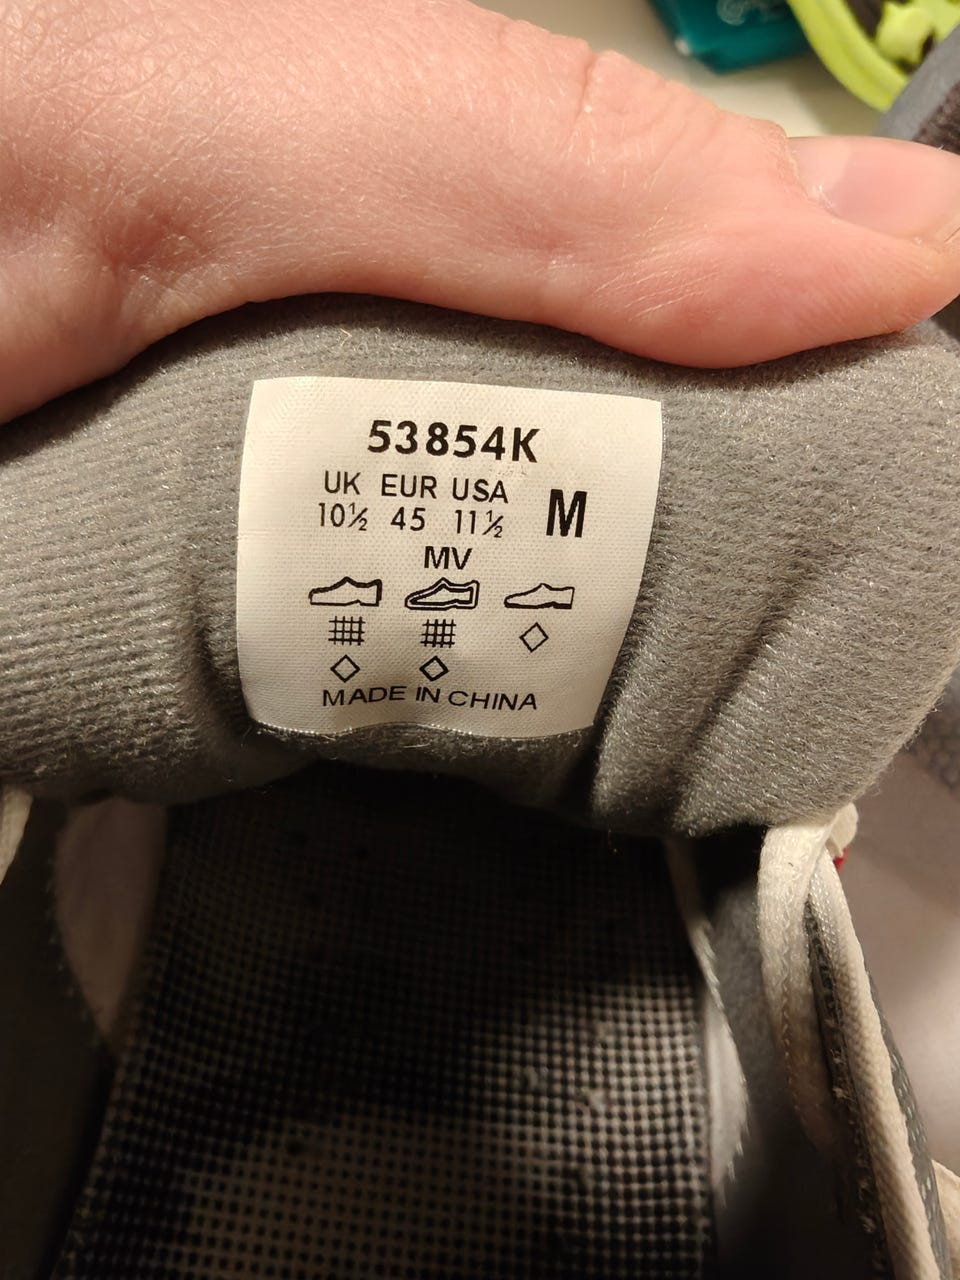 53854K
UK EUR USA M
10½ 45 11½
MV
MADE IN CHINA